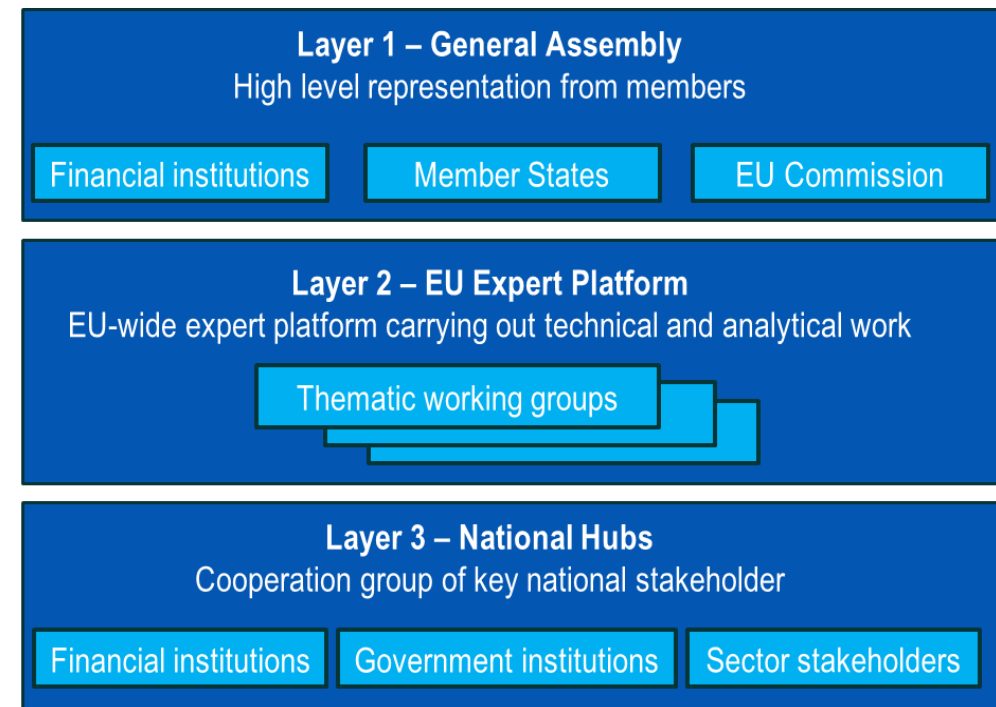 Layer 1 – General Assembly
High level representation from members
Financial institutions
Member States
EU Commission
Layer 2 – EU Expert Platform
EU-wide expert platform carrying out technical and analytical work
Thematic working groups
Layer 3 – National Hubs
Cooperation group of key national stakeholder
Financial institutions
Government institutions
Sector stakeholders